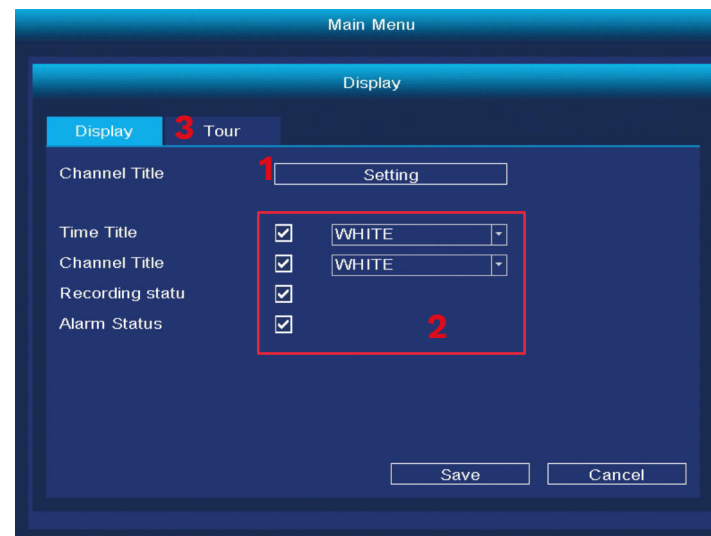 Main Menu
Display
Display 3 Tour
Channel Title 1 Setting
Time Title WHITE
Channel Title WHITE
Recording statu
Alarm Status 2
Save Cancel